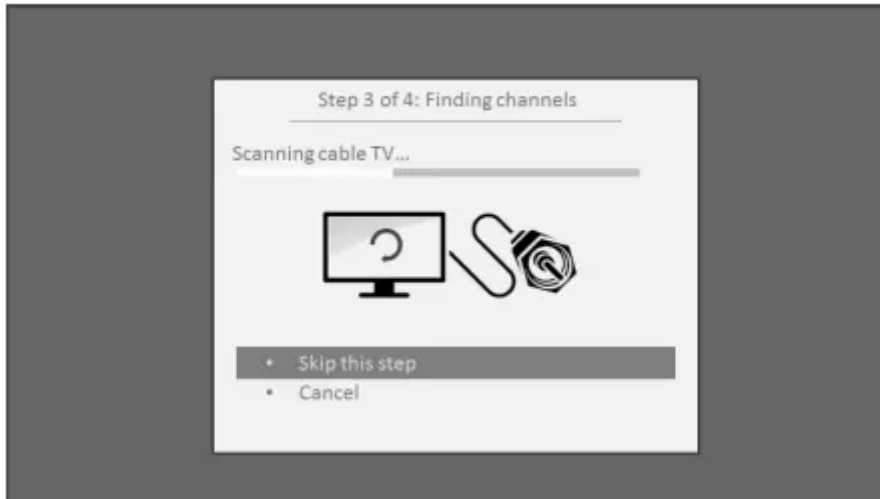 Step 3 of 4: Finding channels
Scanning cable TV...
• Skip this step
• Cancel